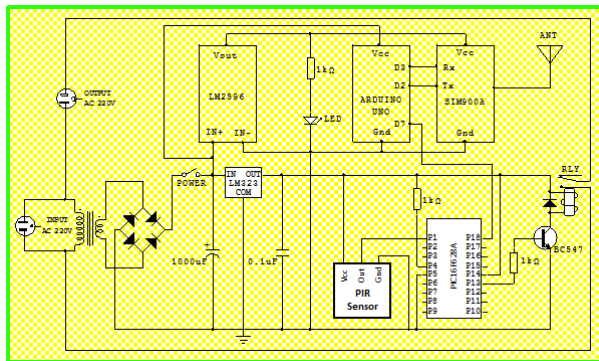 ANT
Vcc
Vcc
Vout
D3
Rx
1kΩ
ARDUINO
UNO
SIM900A
OUTPUT
AC 220V
LM2596
D2
Tx
LED
D7
IN+
IN-
Gnd
Gnd
RLY
POWER
IN OUT
LM323
COM
INPUT
AC 220V
1kΩ
BC547
1kΩ
1000uF
0.1uF
Vcc
Out
Gnd
PIR
Sensor
PIC16F628A
P1
P2
P3
P4
P5
P6
P7
P8
P9
P18
P17
P16
P15
P14
P13
P12
P11
P10